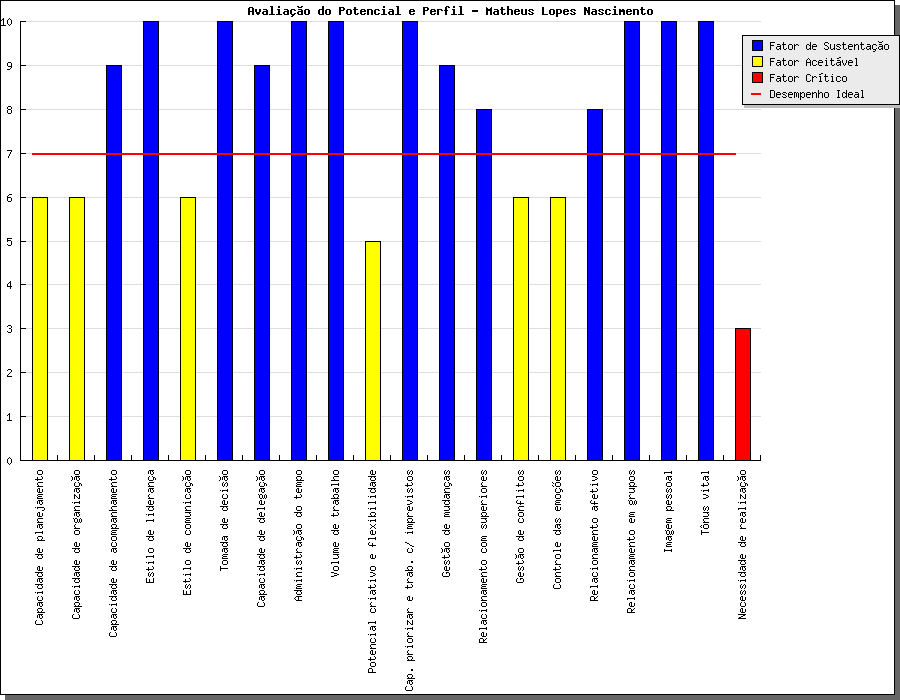 Avaliação do Potencial e Perfil - Matheus Lopes Nascimento
Fator de Sustentação
Fator Aceitável
Fator Crítico
Desempenho Ideal
10
9
8
7
6
5
4
3
2
1
0
Capacidade de planejamento
Capacidade de organização
Capacidade de acompanhamento
Estilo de liderança
Estilo de comunicação
Tomada de decisão
Capacidade de delegação
Administração do tempo
Volume de trabalho
Potencial criativo e flexibilidade
Cap. priorizar e trab. c/ imprevistos
Gestão de mudanças
Relacionamento com superiores
Gestão de conflitos
Controle das emoções
Relacionamento afetivo
Relacionamento em grupos
Imagem pessoal
Tônus vital
Necessidade de realização